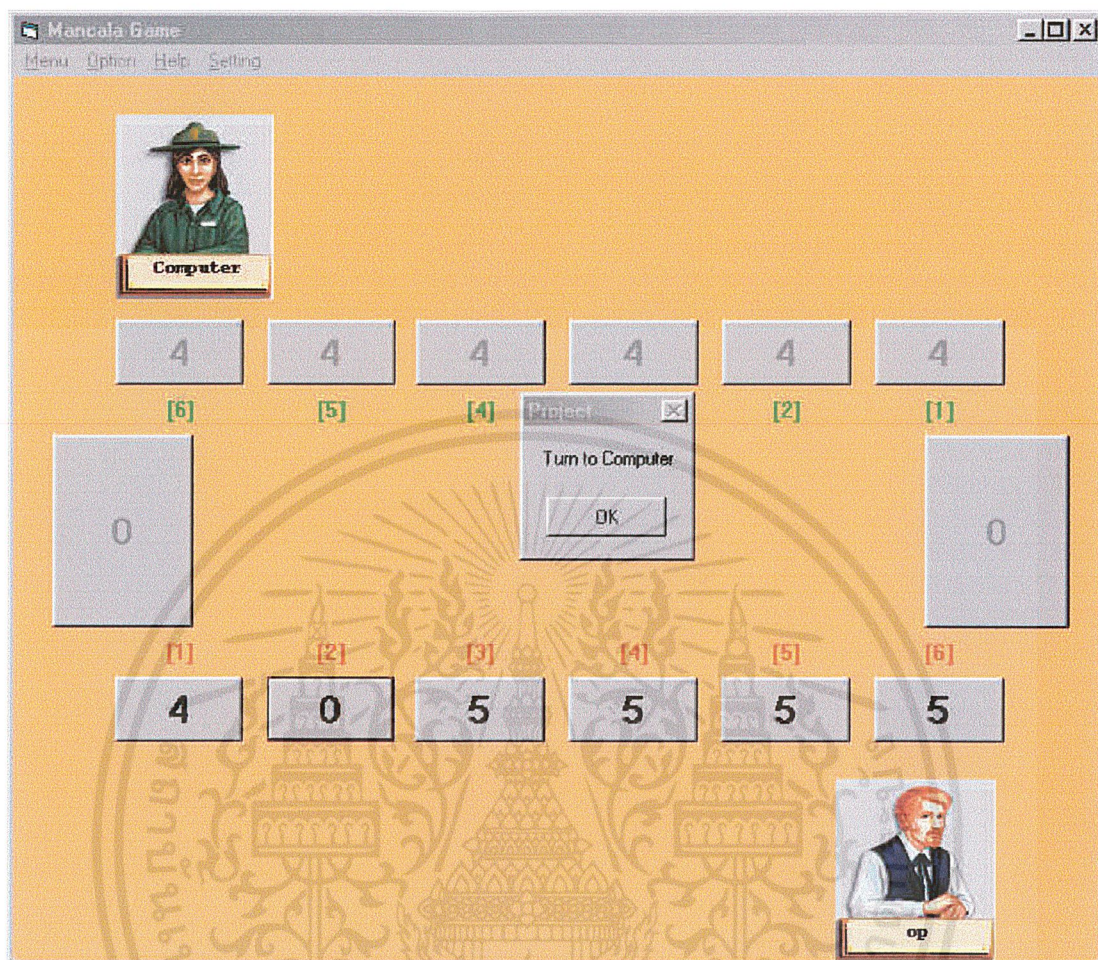 Mancala Game
Menu Option Help Setting
Computer
4 4 4 4 4 4
[6] [5] [4] [2] [1]
Project
Turn to Computer
OK
0 0
[1] [2] [3] [4] [5] [6]
4 0 5 5 5 5
op